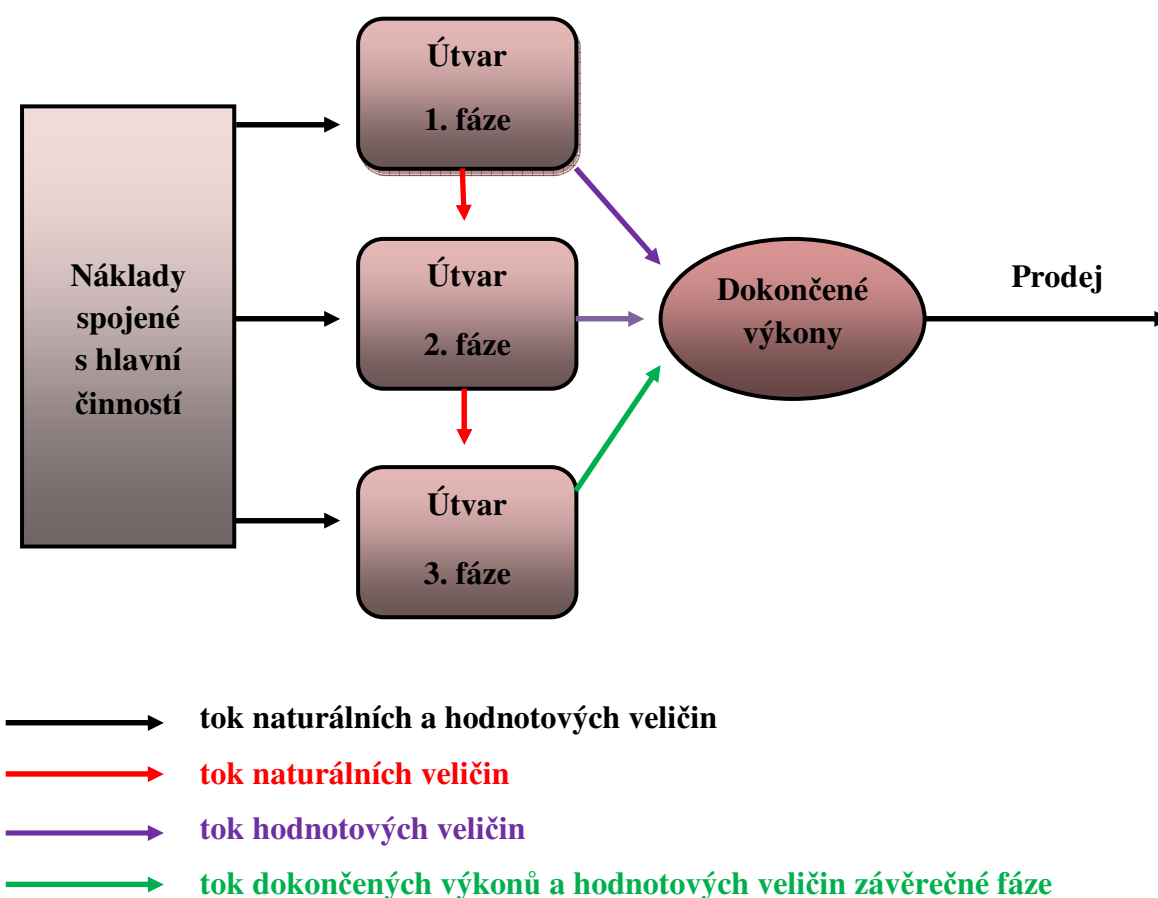 Útvar
1. fáze
Náklady
spojené
s hlavní
činností
Útvar
2. fáze
Dokončené
výkony
Prodej
Útvar
3. fáze
tok naturálních a hodnotových veličin
tok naturálních veličin
tok hodnotových veličin
tok dokončených výkonů a hodnotových veličin závěrečné fáze